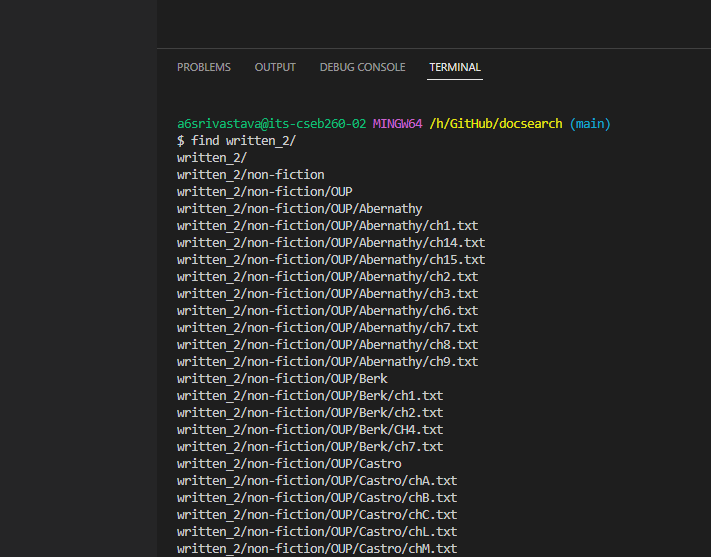 PROBLEMS OUTPUT DEBUG CONSOLE TERMINAL
a6srivastava@its-cseb260-02 MINGW64 /h/GitHub/docsearch (main)
$ find written_2/
written_2/
written_2/non-fiction
written_2/non-fiction/OUP
written_2/non-fiction/OUP/Abernathy
written_2/non-fiction/OUP/Abernathy/ch1.txt
written_2/non-fiction/OUP/Abernathy/ch14.txt
written_2/non-fiction/OUP/Abernathy/ch15.txt
written_2/non-fiction/OUP/Abernathy/ch2.txt
written_2/non-fiction/OUP/Abernathy/ch3.txt
written_2/non-fiction/OUP/Abernathy/ch6.txt
written_2/non-fiction/OUP/Abernathy/ch7.txt
written_2/non-fiction/OUP/Abernathy/ch8.txt
written_2/non-fiction/OUP/Abernathy/ch9.txt
written_2/non-fiction/OUP/Berk
written_2/non-fiction/OUP/Berk/ch1.txt
written_2/non-fiction/OUP/Berk/ch2.txt
written_2/non-fiction/OUP/Berk/CH4.txt
written_2/non-fiction/OUP/Berk/ch7.txt
written_2/non-fiction/OUP/Castro
written_2/non-fiction/OUP/Castro/chA.txt
written_2/non-fiction/OUP/Castro/chB.txt
written_2/non-fiction/OUP/Castro/chC.txt
written_2/non-fiction/OUP/Castro/chL.txt
written_2/non-fiction/OUP/Castro/chM.txt